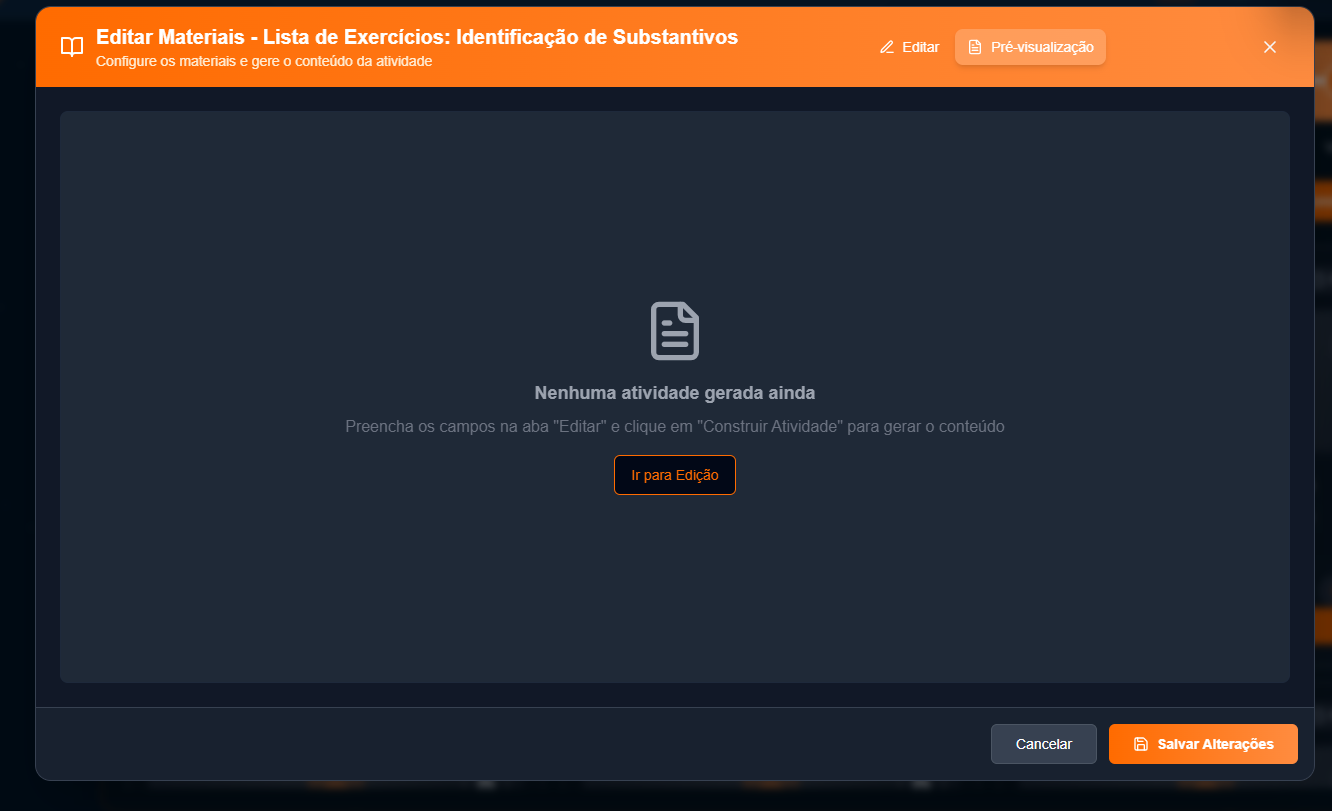 Editar Materiais - Lista de Exercícios: Identificação de Substantivos
Configure os materiais e gere o conteúdo da atividade
Editar
Pré-visualização
Nenhuma atividade gerada ainda
Preencha os campos na aba "Editar" e clique em "Construir Atividade" para gerar o conteúdo
Ir para Edição
Cancelar
Salvar Alterações